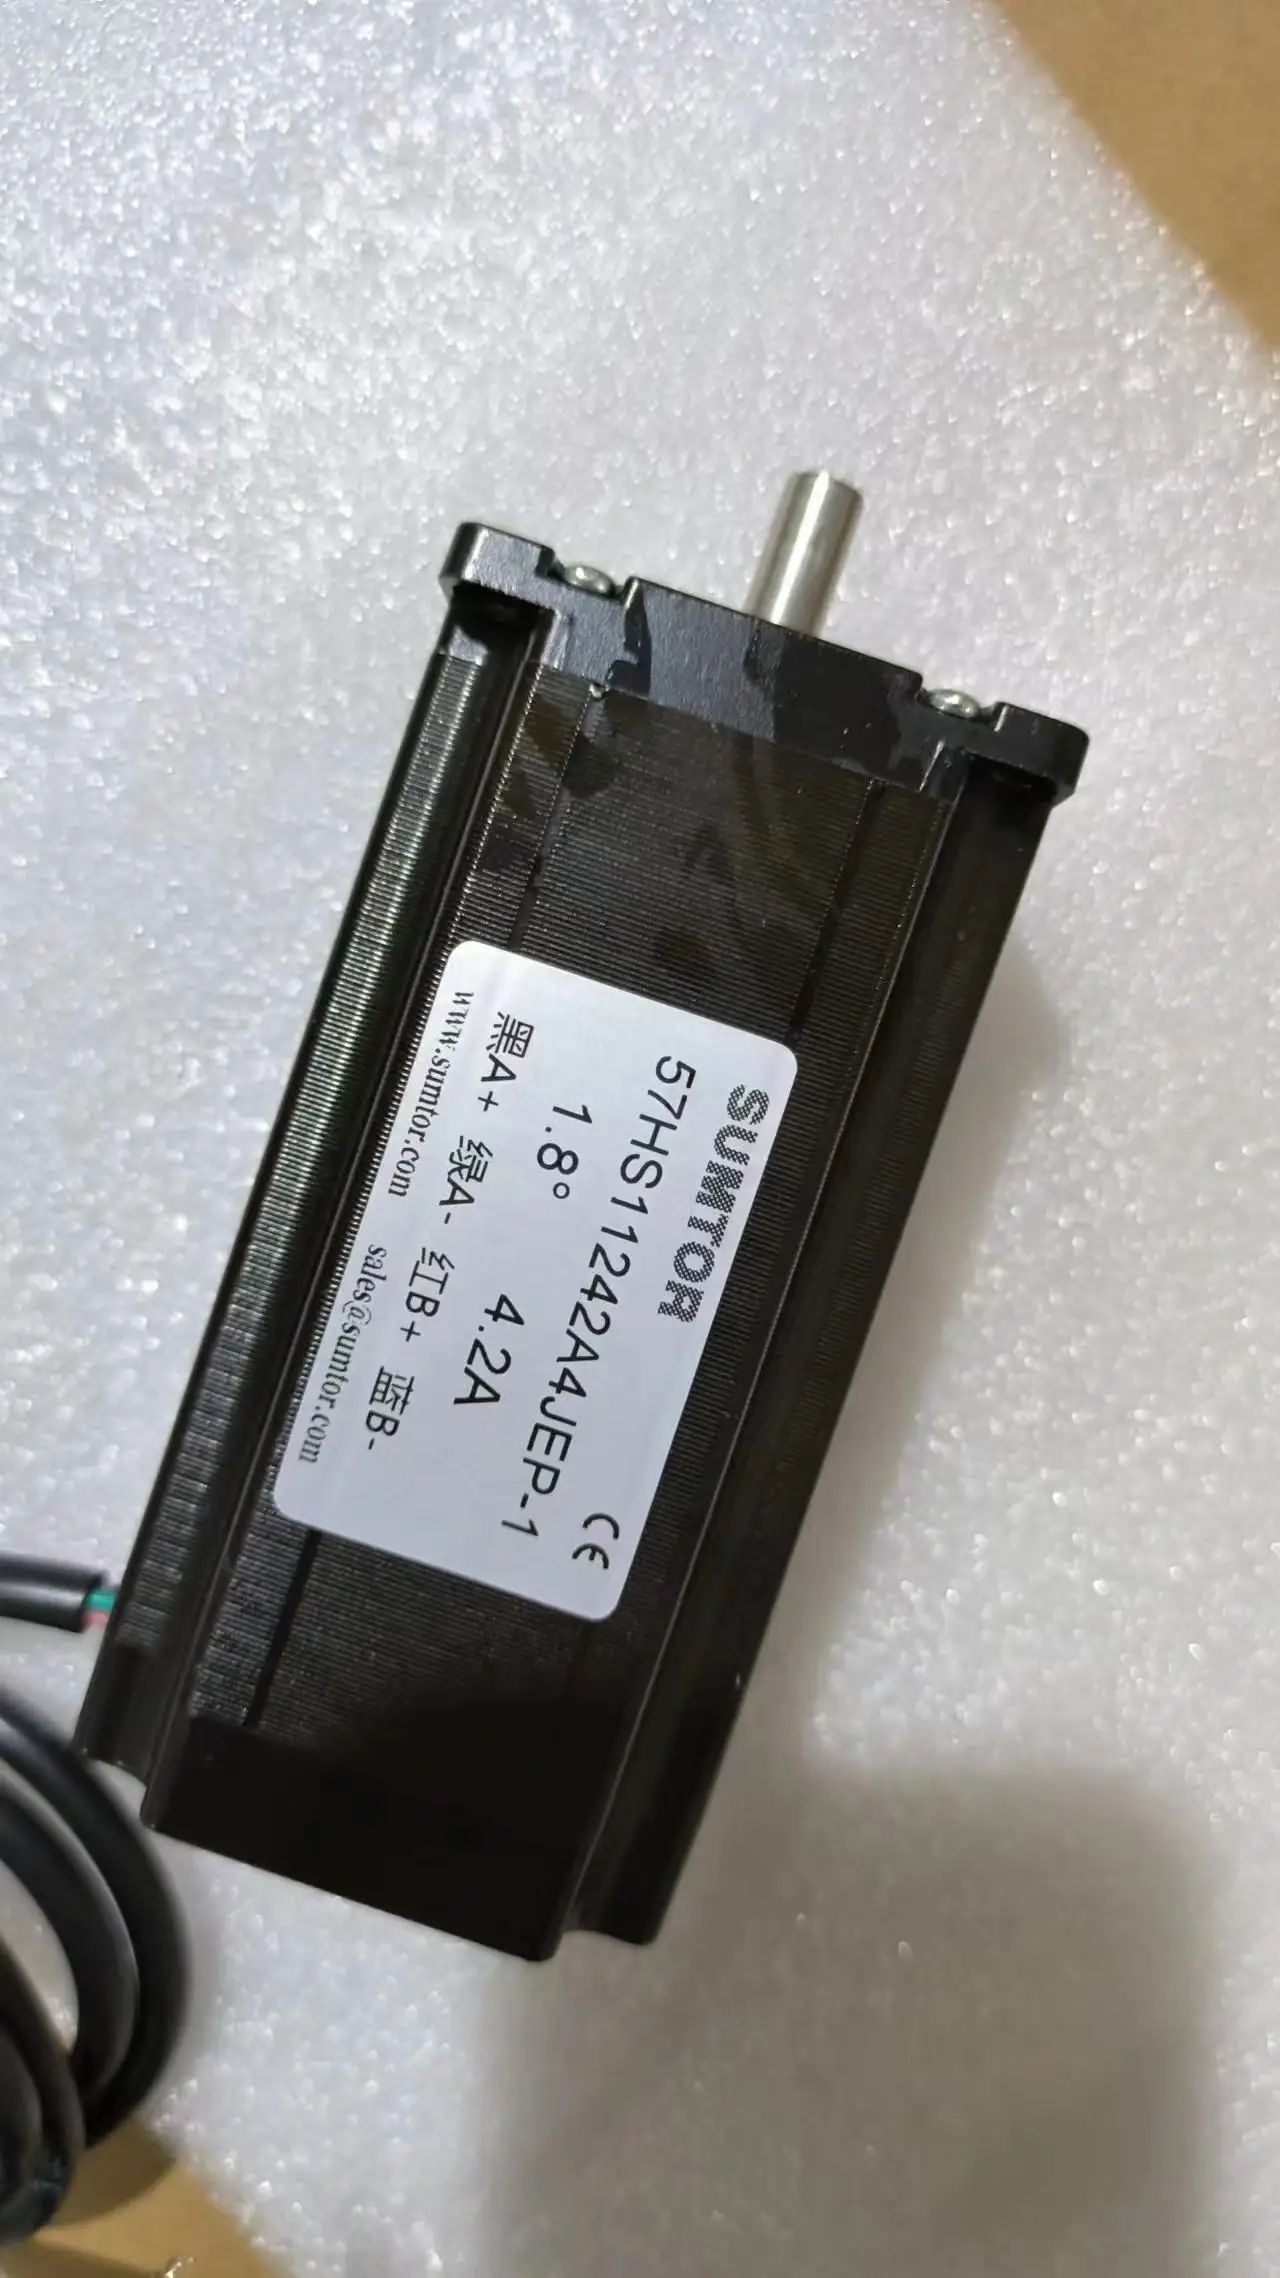 SUMTOR CE
57HS11242A4JEP-1
1.8° 4.2A
黑A+ 绿A- 红B+ 蓝B-
www.sumtor.com sales@sumtor.com